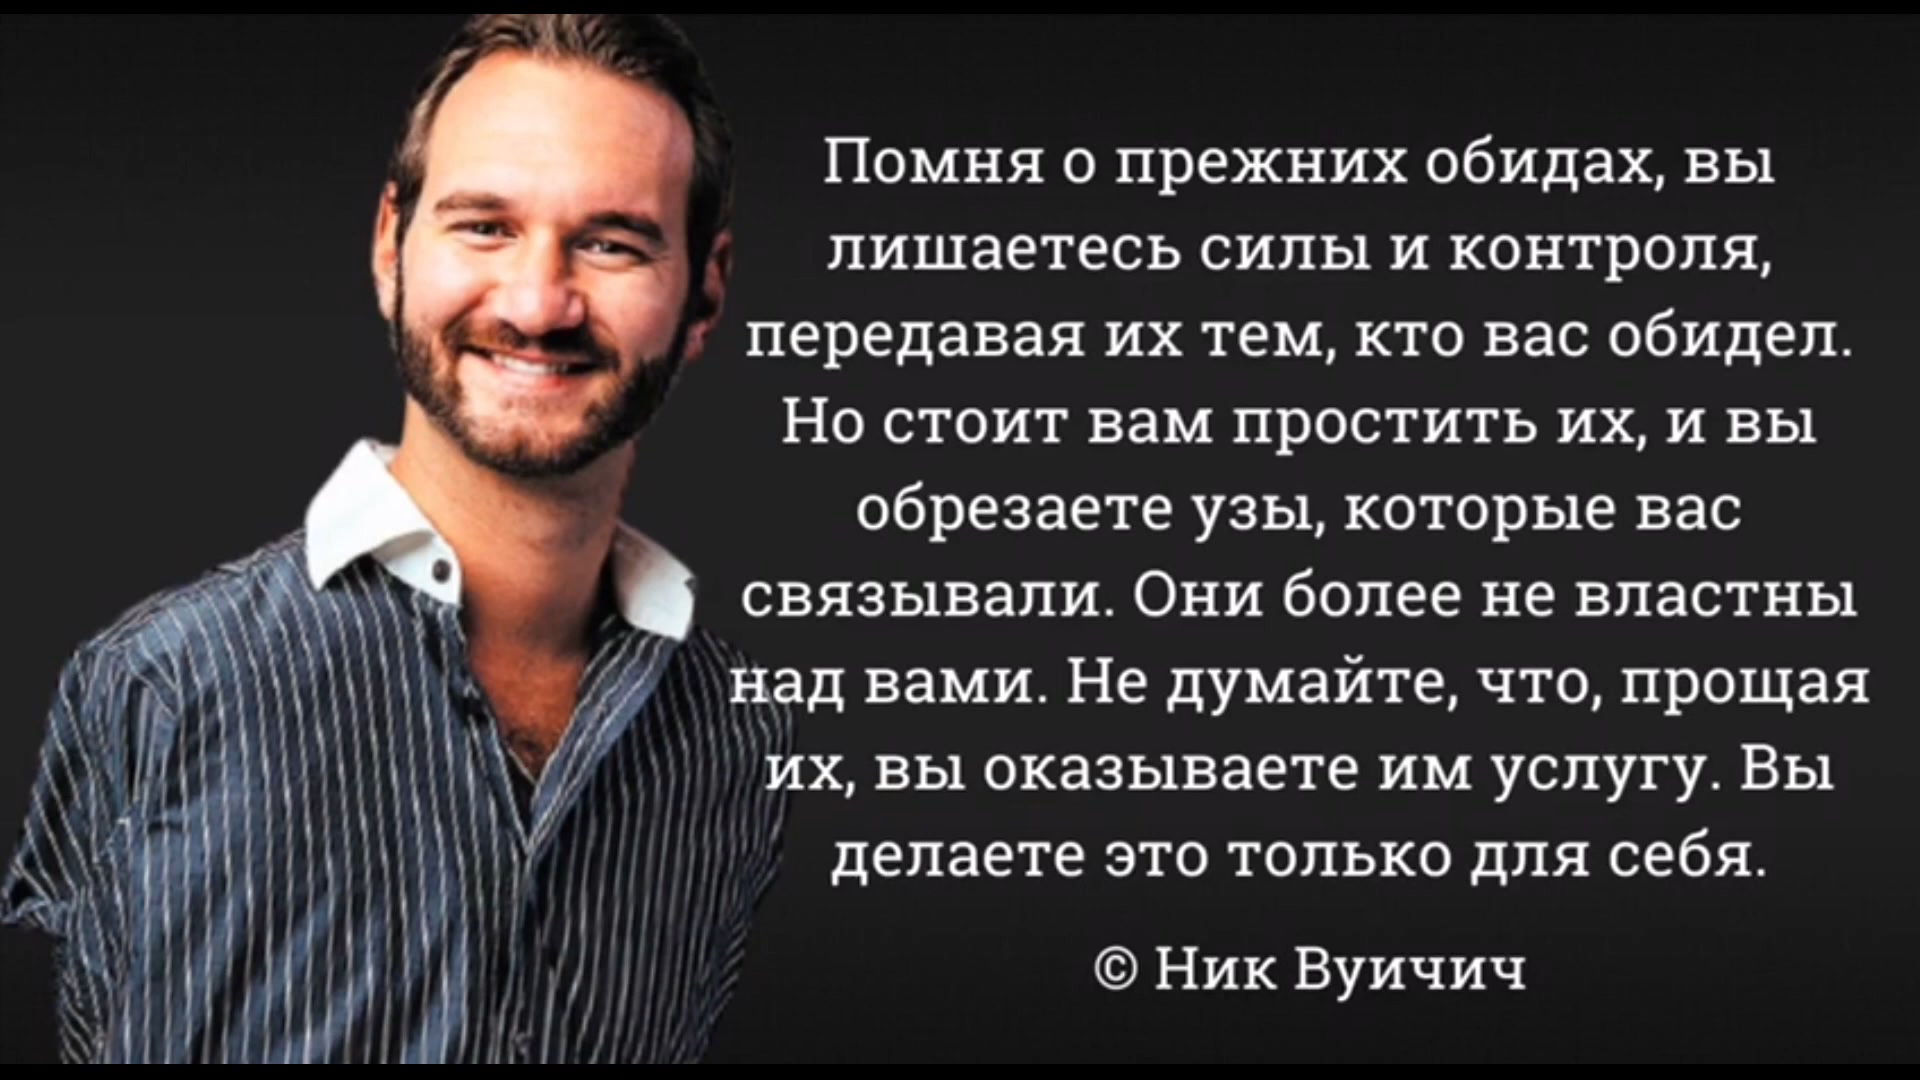 Помня о прежних обидах, вы
лишаетесь силы и контроля,
передавая их тем, кто вас обидел.
Но стоит вам простить их, и вы
обрезаете узы, которые вас
связывали. Они более не властны
над вами. Не думайте, что, прощая
их, вы оказываете им услугу. Вы
делаете это только для себя.
© Ник Вуичич